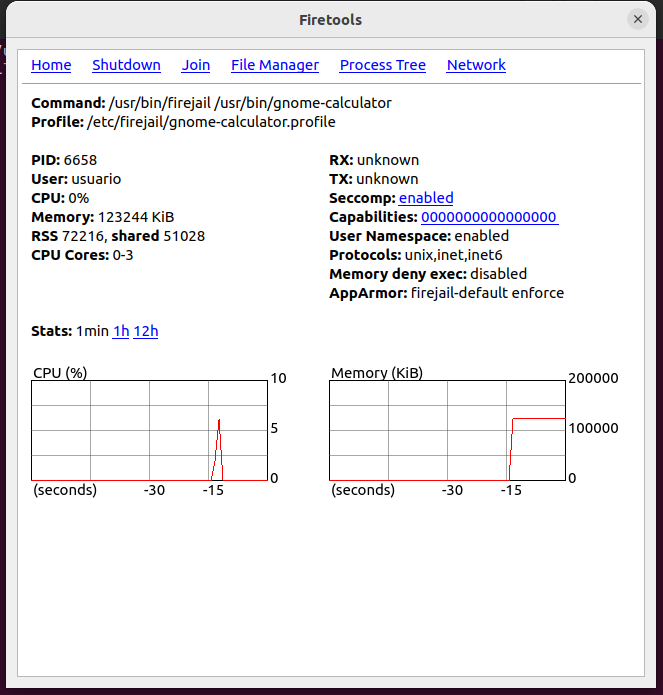 Firetools
Home Shutdown Join File Manager Process Tree Network
Command: /usr/bin/firejail /usr/bin/gnome-calculator
Profile: /etc/firejail/gnome-calculator.profile
PID: 6658
User: usuario
CPU: 0%
Memory: 123244 KiB
RSS 72216, shared 51028
CPU Cores: 0-3
RX: unknown
TX: unknown
Seccomp: enabled
Capabilities: 0000000000000000
User Namespace: enabled
Protocols: unix,inet,inet6
Memory deny exec: disabled
AppArmor: firejail-default enforce
Stats: 1min 1h 12h
CPU (%)
10
5
0
(seconds) -30 -15
Memory (KiB)
200000
100000
0
(seconds) -30 -15